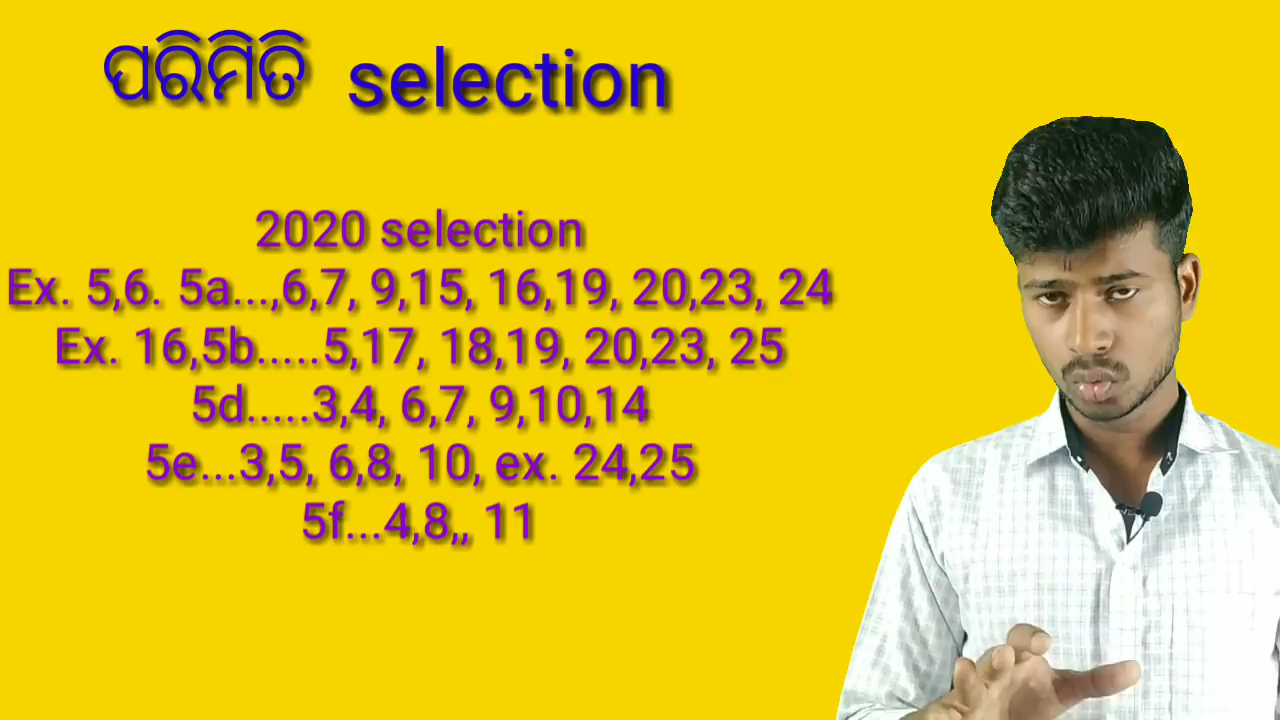 ପରିମିତି selection
2020 selection
Ex. 5,6. 5a...,6,7, 9,15, 16,19, 20,23, 24
Ex. 16,5b.....5,17, 18,19, 20,23, 25
5d.....3,4, 6,7, 9,10,14
5e...3,5, 6,8, 10, ex. 24,25
5f...4,8,, 11